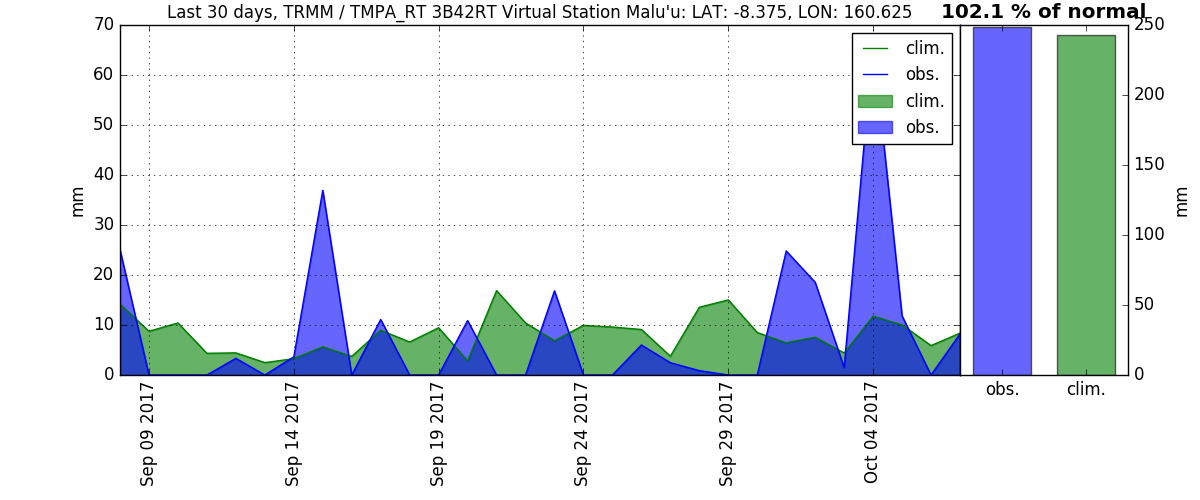 Last 30 days, TRMM / TMPA_RT 3B42RT Virtual Station Malu'u: LAT: -8.375, LON: 160.625
102.1 % of normal
70
60
50
40
30
20
10
0
mm
clim.
obs.
clim.
obs.
Sep 09 2017
Sep 14 2017
Sep 19 2017
Sep 24 2017
Sep 29 2017
Oct 04 2017
250
200
150
100
50
0
mm
obs.
clim.